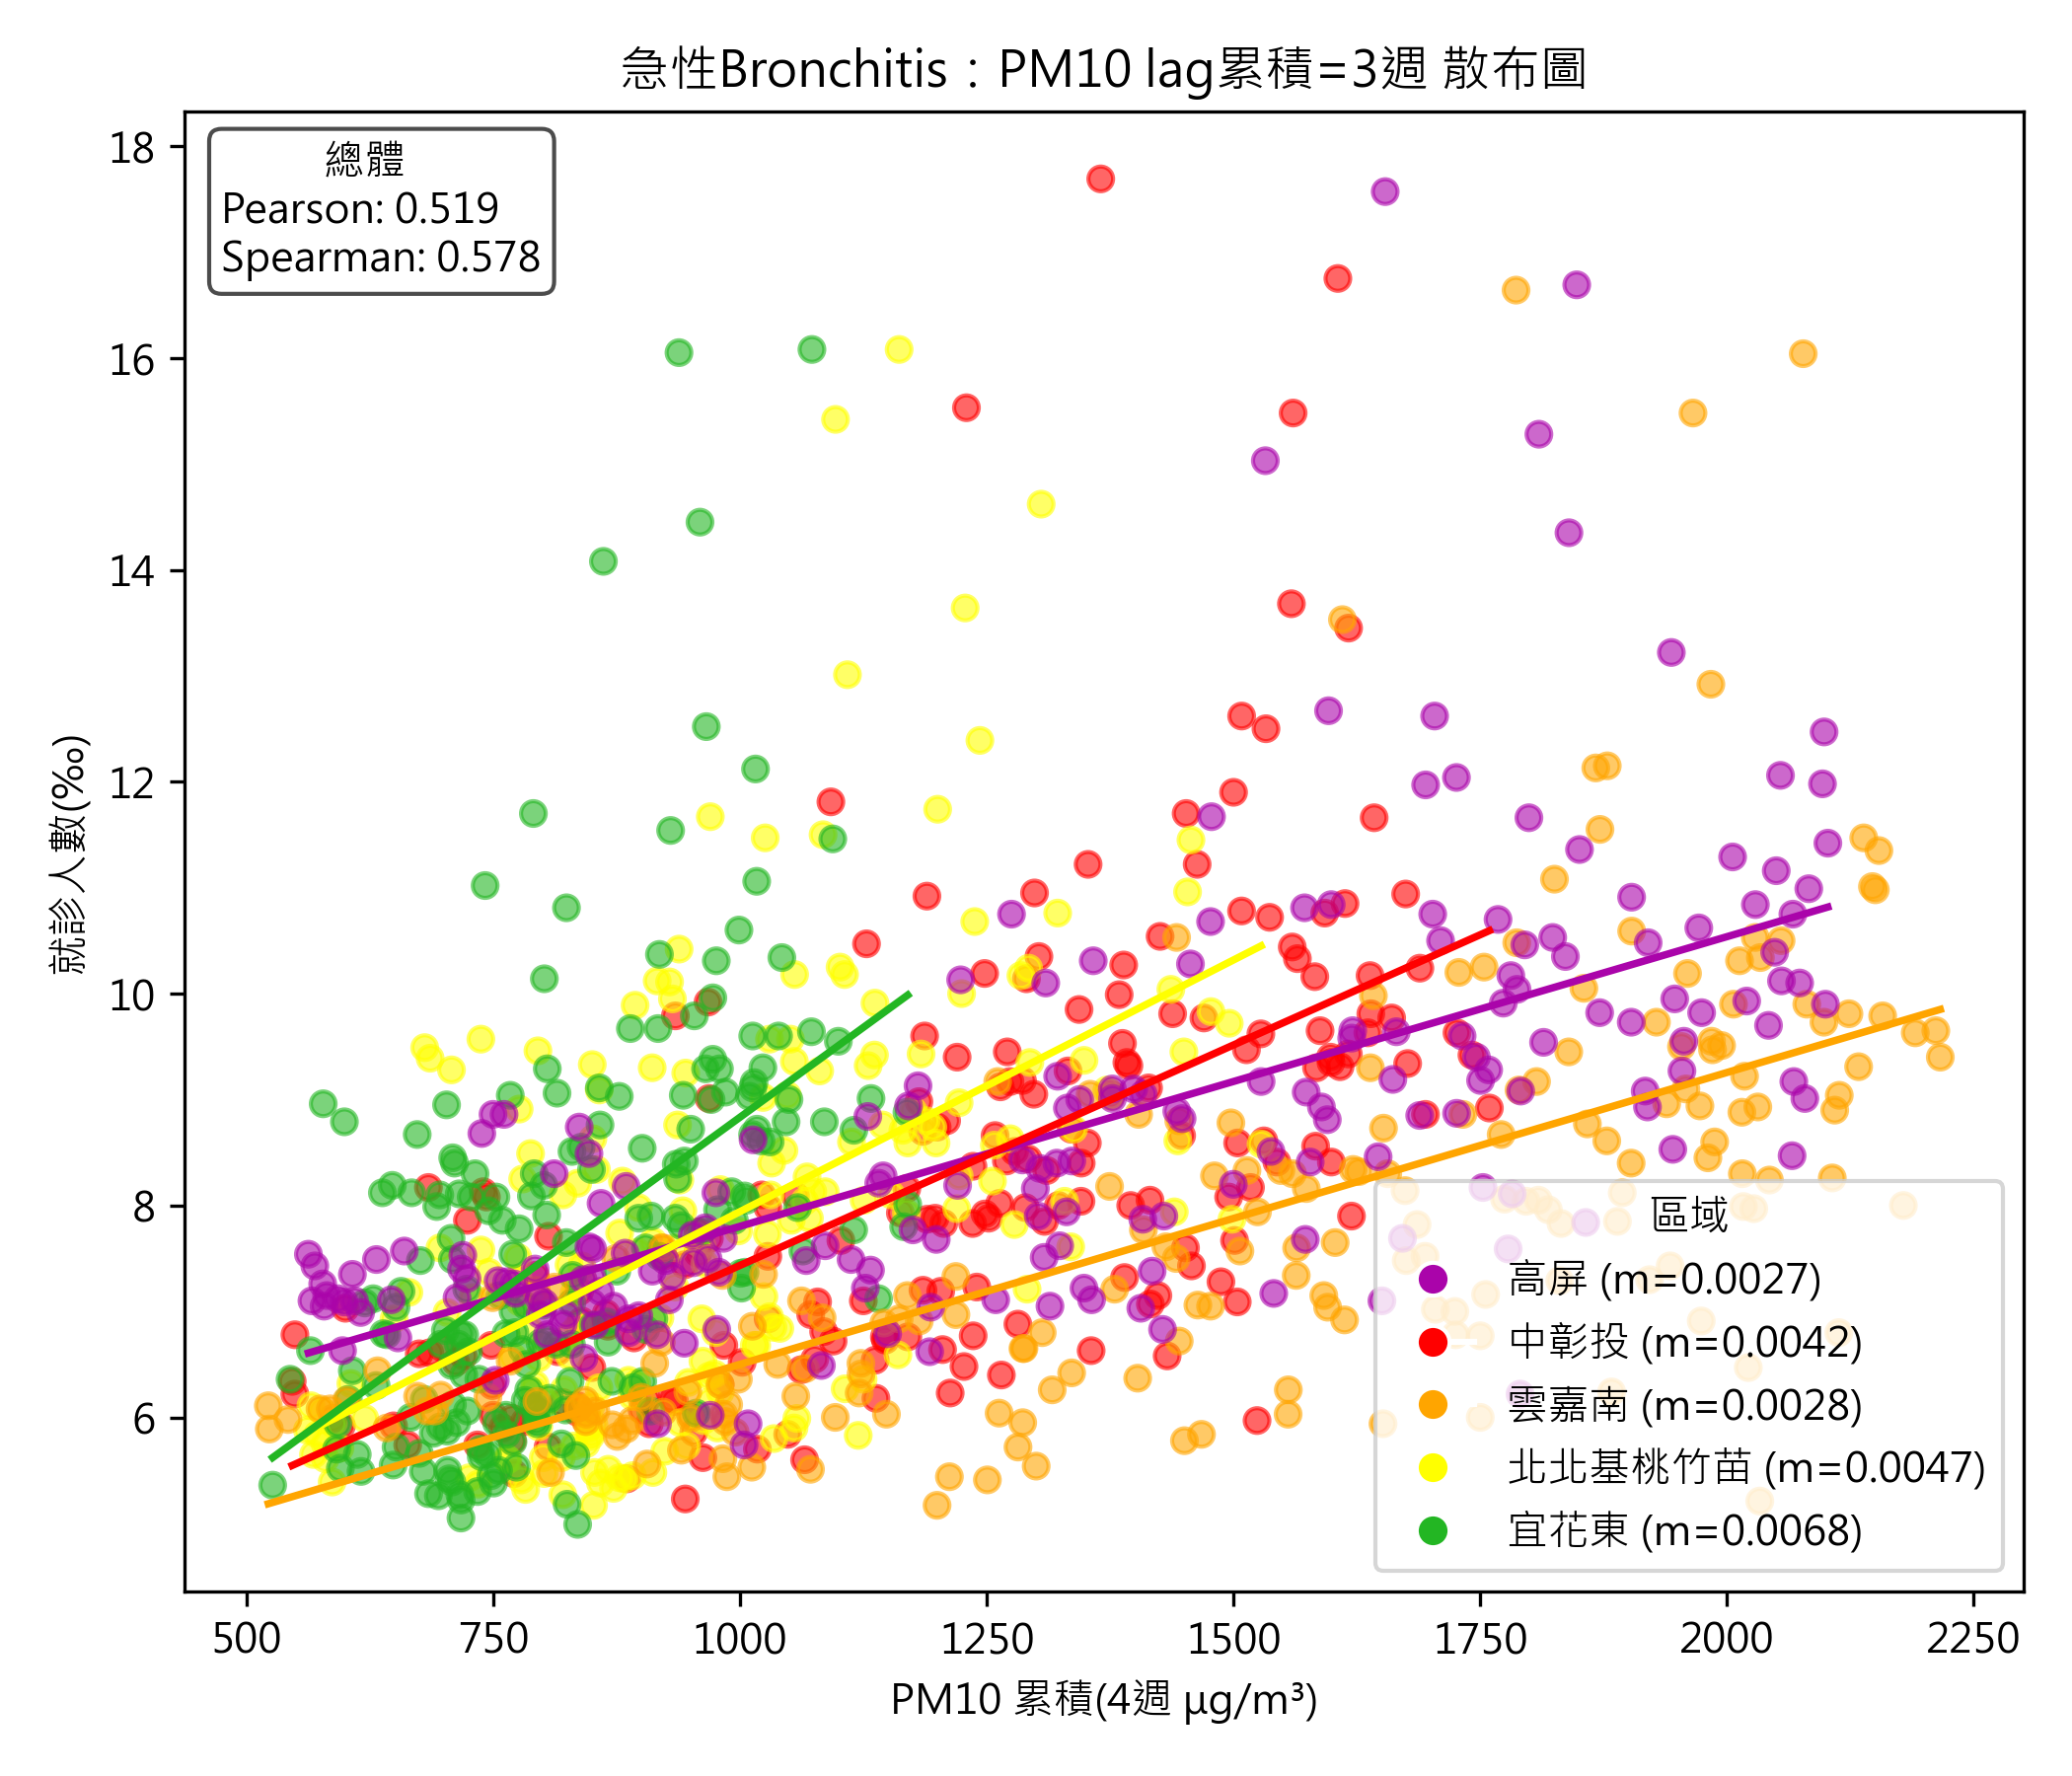 急性Bronchitis：PM10 lag累積=3週 散布圖
總體
Pearson: 0.519
Spearman: 0.578
就診人數(‰)
18
16
14
12
10
8
6
區域
高屏 (m=0.0027)
中彰投 (m=0.0042)
雲嘉南 (m=0.0028)
北北基桃竹苗 (m=0.0047)
宜花東 (m=0.0068)
500 750 1000 1250 1500 1750 2000 2250
PM10 累積(4週 µg/m³)